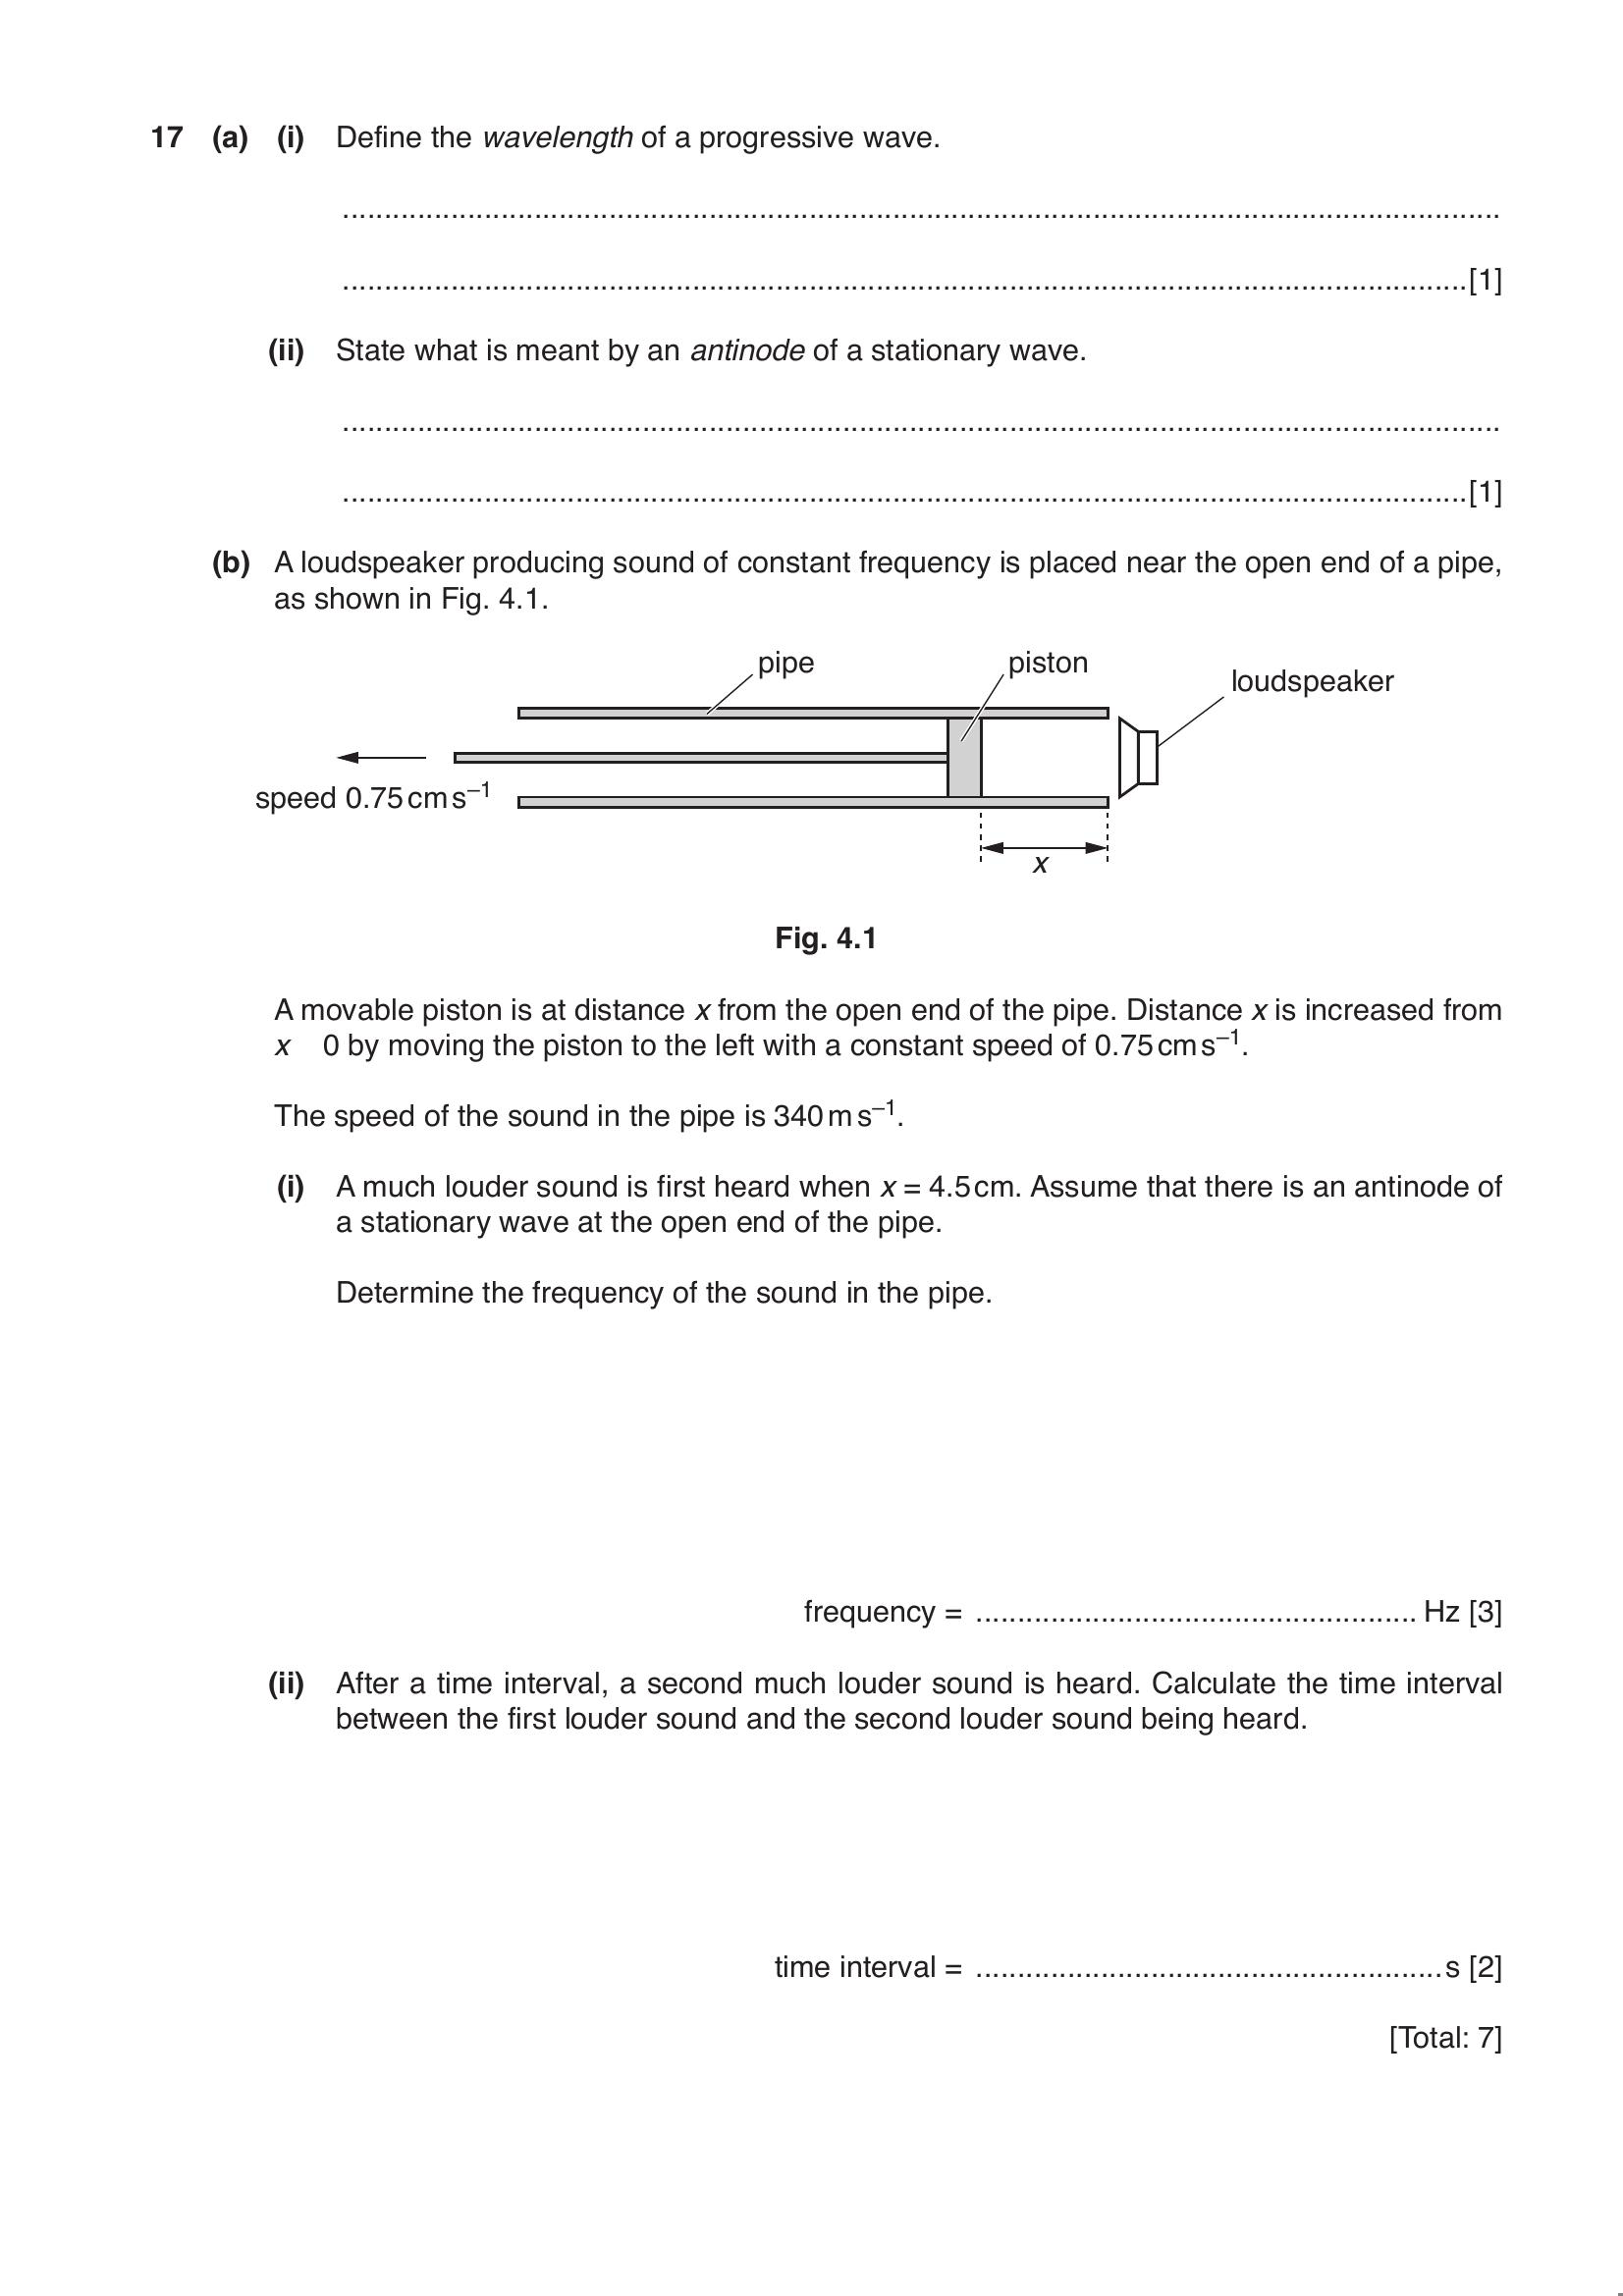 17 (a) (i) Define the wavelength of a progressive wave.
..........................................................................................................................................
......................................................................................................................................[1]
(ii) State what is meant by an antinode of a stationary wave.
..........................................................................................................................................
......................................................................................................................................[1]
(b) A loudspeaker producing sound of constant frequency is placed near the open end of a pipe,
as shown in Fig. 4.1.
pipe
piston
loudspeaker
speed 0.75 cm s⁻¹
x
Fig. 4.1
A movable piston is at distance x from the open end of the pipe. Distance x is increased from
x 0 by moving the piston to the left with a constant speed of 0.75 cm s⁻¹.
The speed of the sound in the pipe is 340 m s⁻¹.
(i) A much louder sound is first heard when x = 4.5 cm. Assume that there is an antinode of
a stationary wave at the open end of the pipe.
Determine the frequency of the sound in the pipe.
frequency = ..................................................... Hz [3]
(ii) After a time interval, a second much louder sound is heard. Calculate the time interval
between the first louder sound and the second louder sound being heard.
time interval = ........................................................ s [2]
[Total: 7]